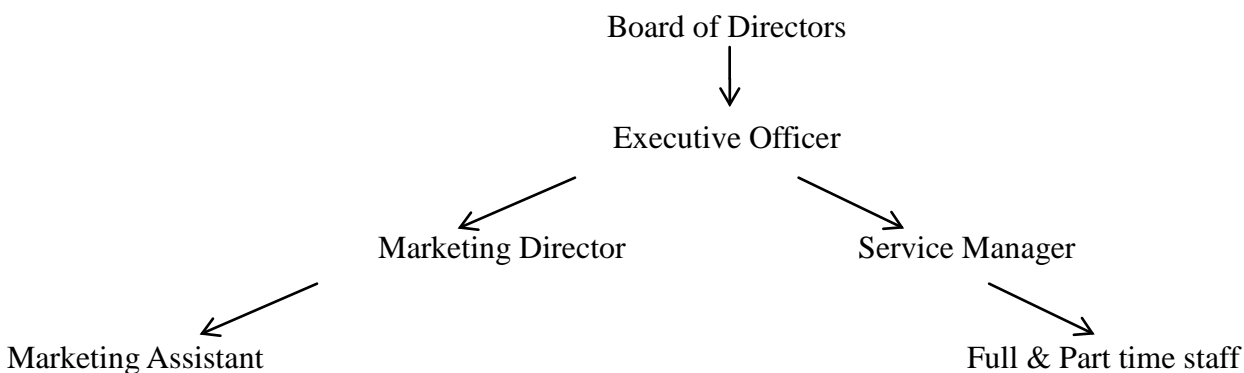 Board of Directors
Executive Officer
Marketing Director
Service Manager
Marketing Assistant
Full & Part time staff